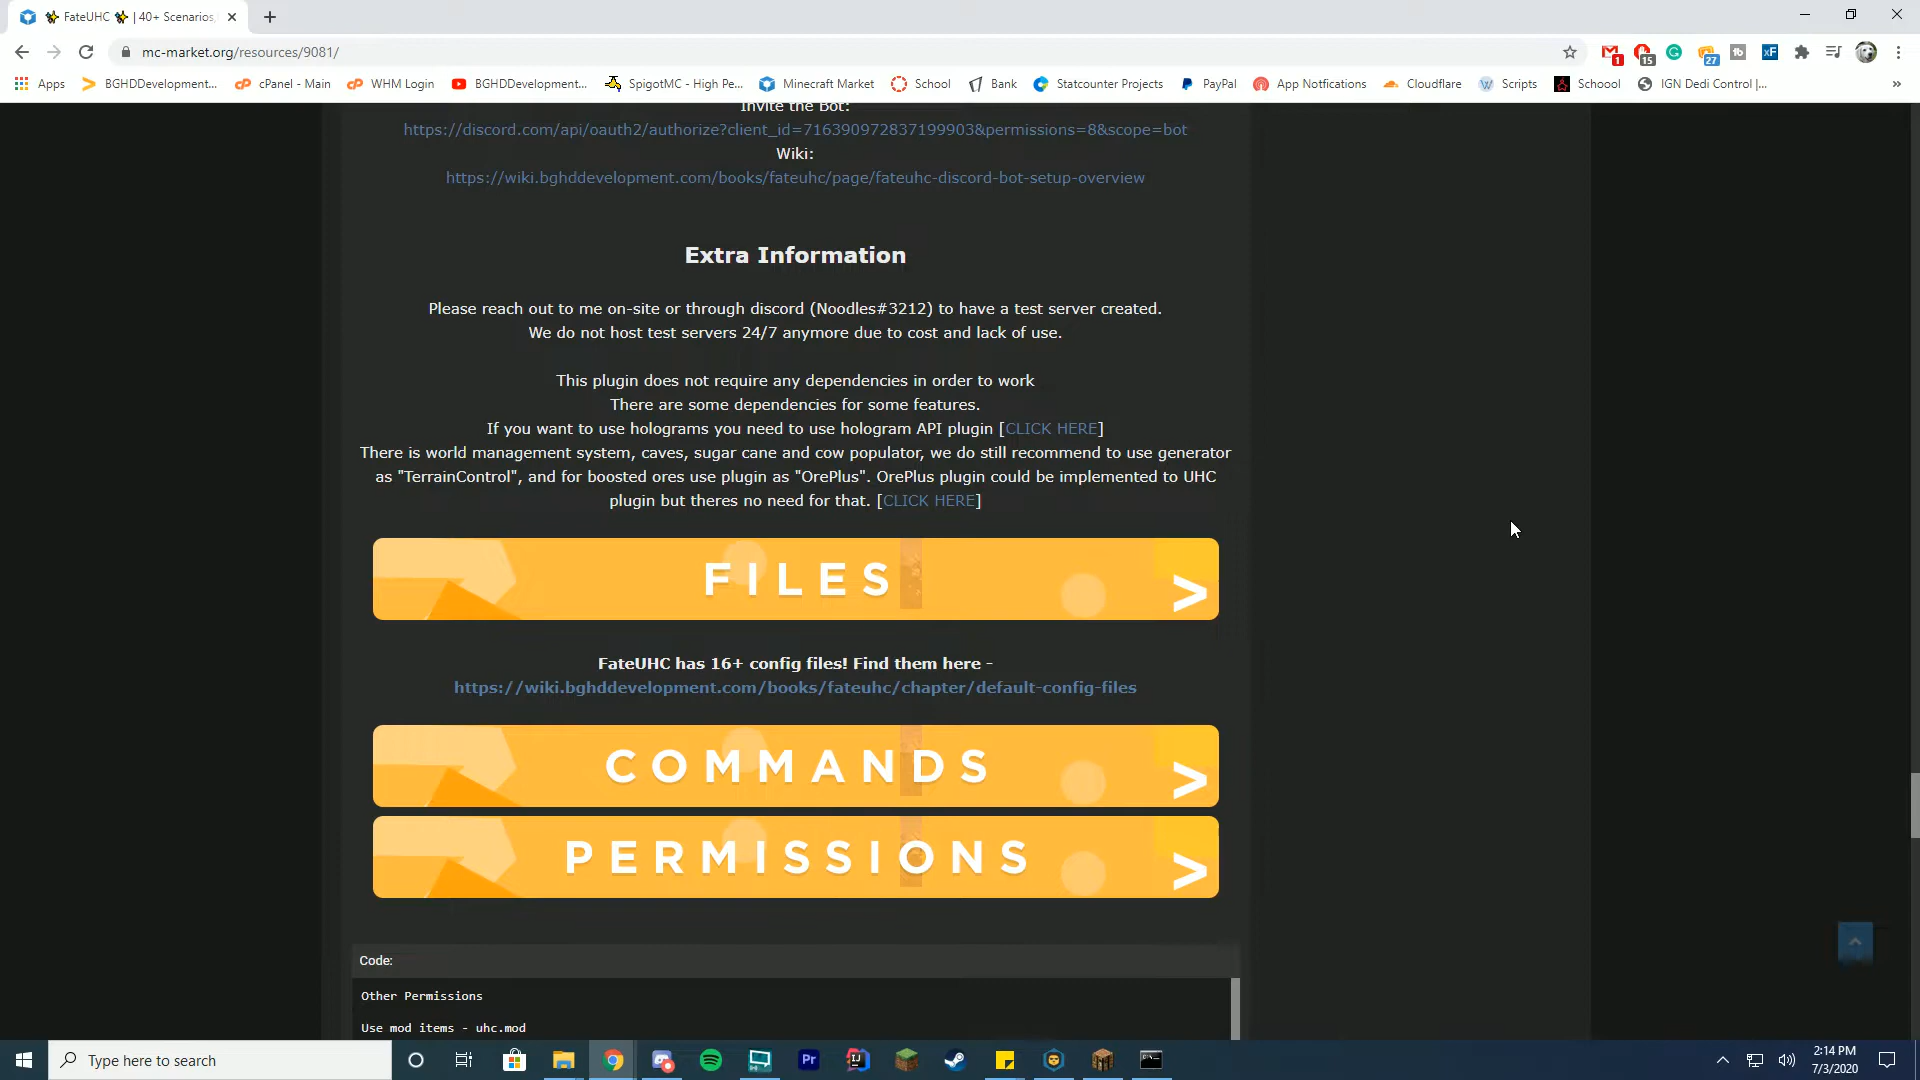 ✨ FateUHC ✨ | 40+ Scenarios,
mc-market.org/resources/9081/
1
15
27
fb
xF
Apps
BGHDDevelopment...
cPanel - Main
WHM Login
BGHDDevelopment...
SpigotMC - High Pe...
Minecraft Market
School
Bank
Statcounter Projects
PayPal
App Notfications
Cloudflare
Scripts
Schoool
IGN Dedi Control |...
»
Invite the Bot:
https://discord.com/api/oauth2/authorize?client_id=716390972837199903&permissions=8&scope=bot
Wiki:
https://wiki.bghddevelopment.com/books/fateuhc/page/fateuhc-discord-bot-setup-overview
Extra Information
Please reach out to me on-site or through discord (Noodles#3212) to have a test server created.
We do not host test servers 24/7 anymore due to cost and lack of use.
This plugin does not require any dependencies in order to work
There are some dependencies for some features.
If you want to use holograms you need to use hologram API plugin [CLICK HERE]
There is world management system, caves, sugar cane and cow populator, we do still recommend to use generator
as "TerrainControl", and for boosted ores use plugin as "OrePlus". OrePlus plugin could be implemented to UHC
plugin but theres no need for that. [CLICK HERE]
FILES >
FateUHC has 16+ config files! Find them here -
https://wiki.bghddevelopment.com/books/fateuhc/chapter/default-config-files
COMMANDS >
PERMISSIONS >
Code:
Other Permissions
Use mod items - uhc.mod
Type here to search
Pr
IJ
2:14 PM
7/3/2020